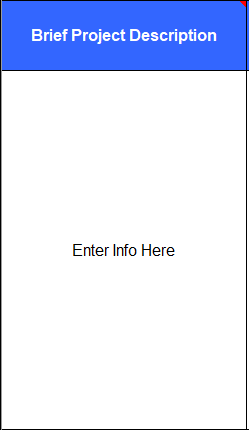 Brief Project Description
Enter Info Here